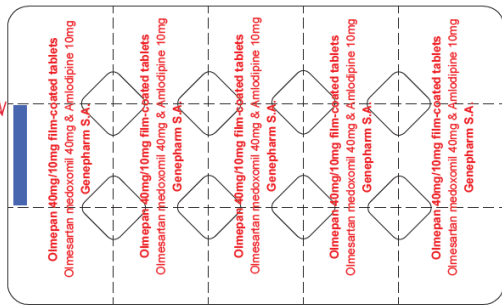 Olmepan 40mg/10mg film-coated tablets
Olmesartan medoxomil 40mg & Amlodipine 10mg
Genepharm S.A.
Olmepan 40mg/10mg film-coated tablets
Olmesartan medoxomil 40mg & Amlodipine 10mg
Genepharm S.A.
Olmepan 40mg/10mg film-coated tablets
Olmesartan medoxomil 40mg & Amlodipine 10mg
Genepharm S.A.
Olmepan 40mg/10mg film-coated tablets
Olmesartan medoxomil 40mg & Amlodipine 10mg
Genepharm S.A.
Olmepan 40mg/10mg film-coated tablets
Olmesartan medoxomil 40mg & Amlodipine 10mg
Genepharm S.A.